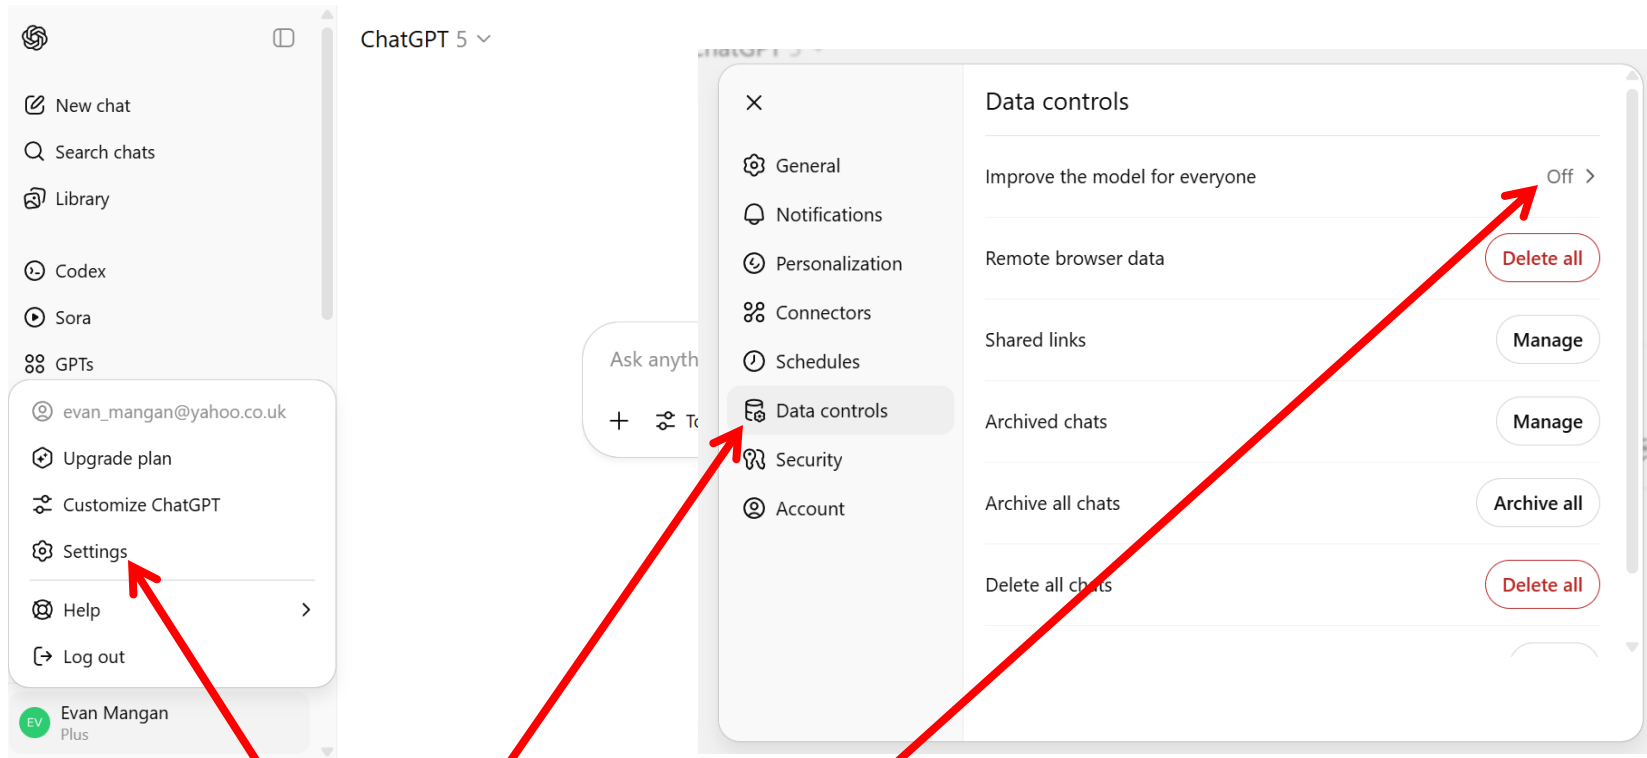 ChatGPT 5
New chat
Search chats
Library
Codex
Sora
GPTs
evan_mangan@yahoo.co.uk
Upgrade plan
Customize ChatGPT
Settings
Help
Log out
EV
Evan Mangan
Plus
Ask anyth
To
ChatGPT 5
General
Notifications
Personalization
Connectors
Schedules
Data controls
Security
Account
Data controls
Improve the model for everyone Off
Remote browser data Delete all
Shared links Manage
Archived chats Manage
Archive all chats Archive all
Delete all chats Delete all